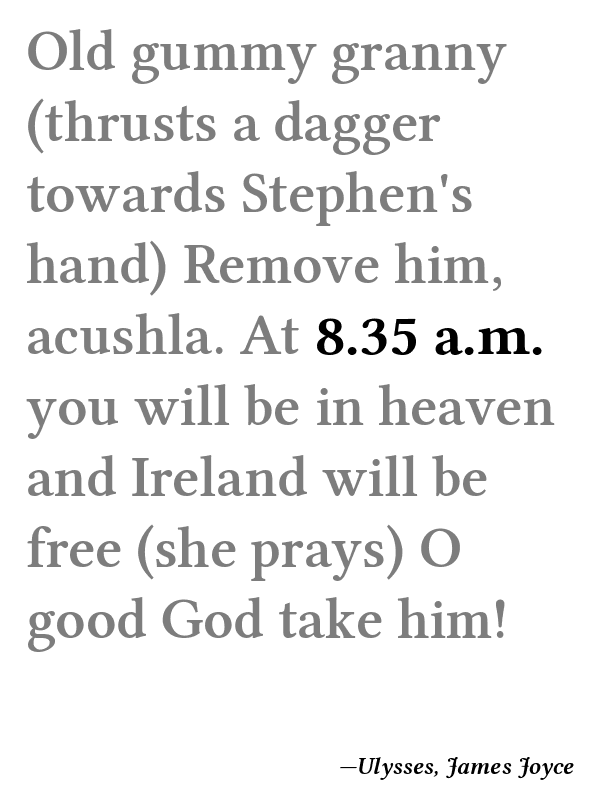 Old gummy granny
(thrusts a dagger
towards Stephen's
hand) Remove him,
acushla. At 8.35 a.m.
you will be in heaven
and Ireland will be
free (she prays) O
good God take him!
—Ulysses, James Joyce